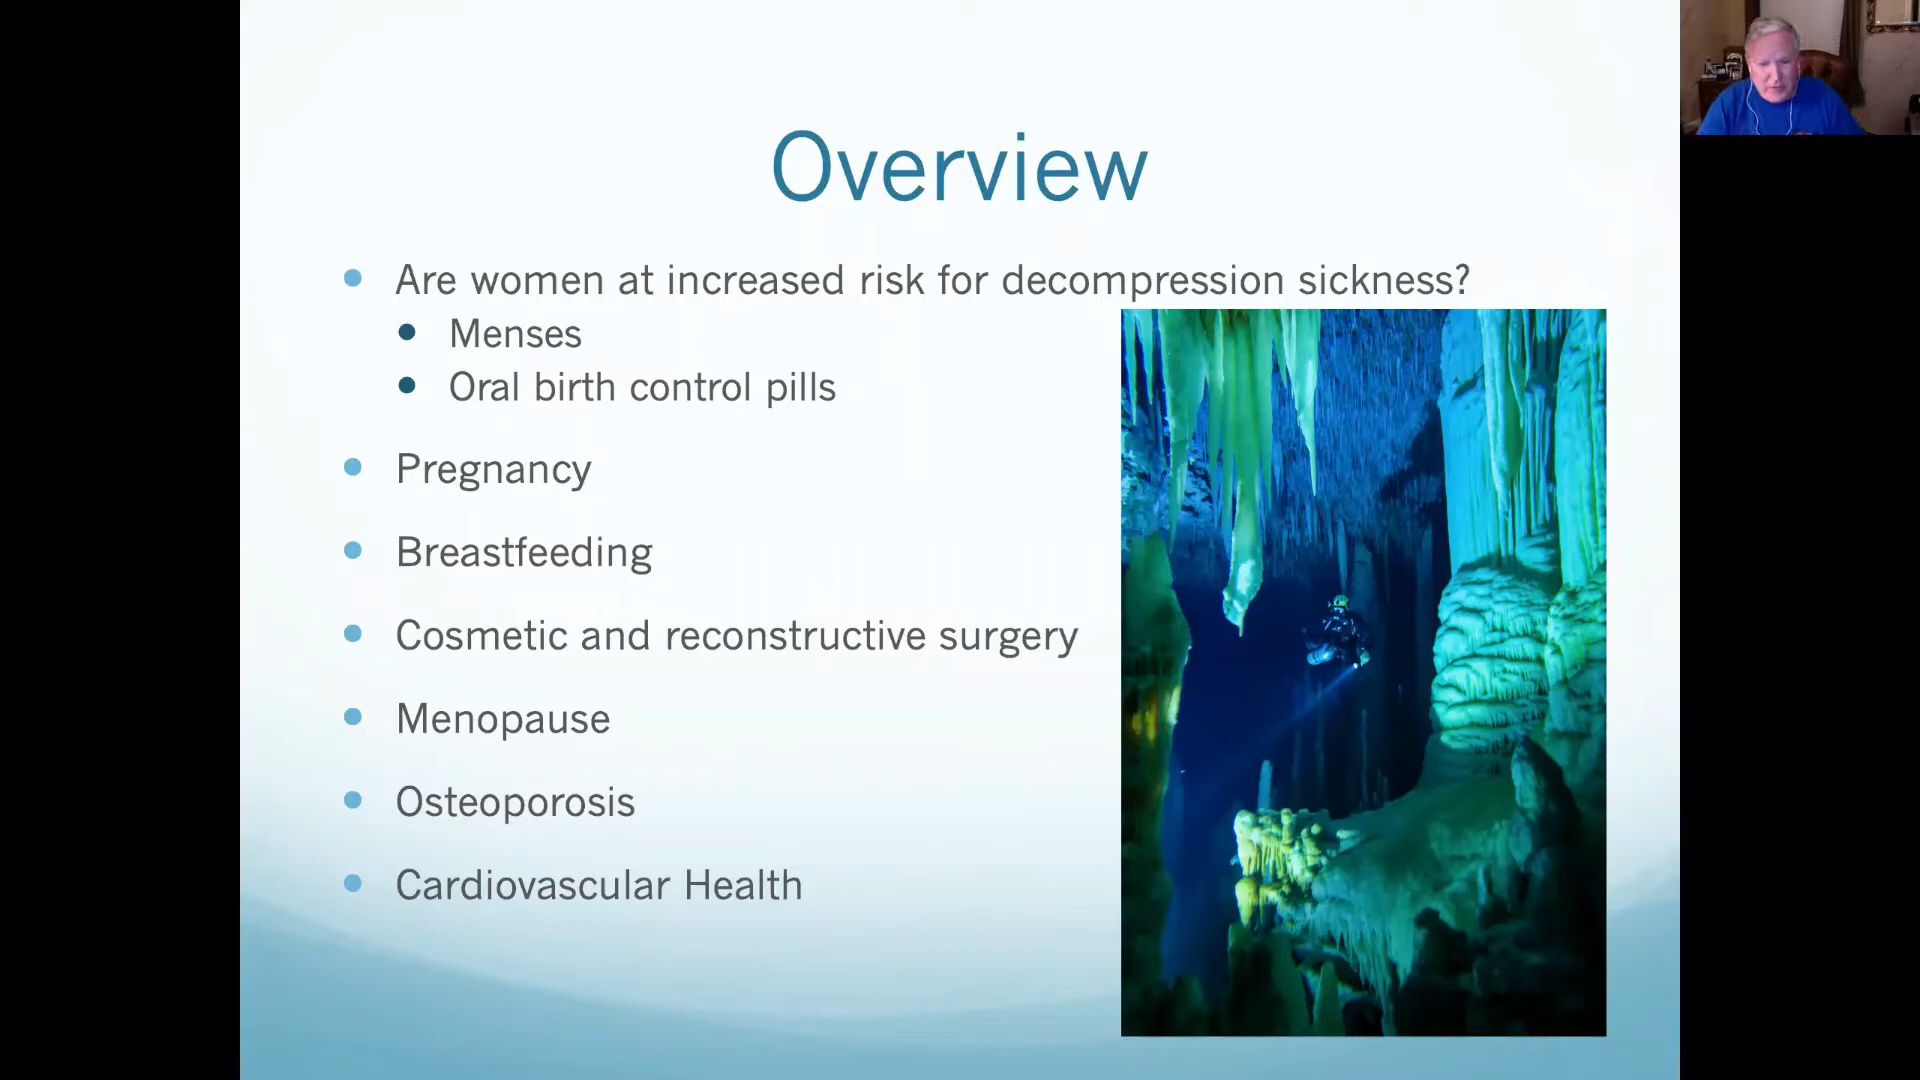 Overview
Are women at increased risk for decompression sickness?
Menses
Oral birth control pills
Pregnancy
Breastfeeding
Cosmetic and reconstructive surgery
Menopause
Osteoporosis
Cardiovascular Health